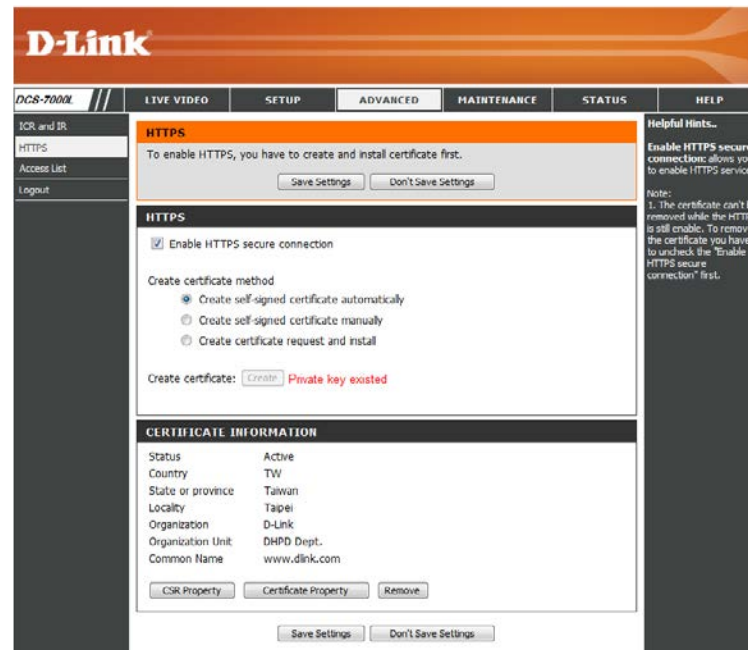 D-Link
DCS-7000L // LIVE VIDEO SETUP ADVANCED MAINTENANCE STATUS HELP
ICR and IR
HTTPS
Access List
Logout
HTTPS
To enable HTTPS, you have to create and install certificate first.
Save Settings Don't Save Settings
HTTPS
Enable HTTPS secure connection
Create certificate method
Create self-signed certificate automatically
Create self-signed certificate manually
Create certificate request and install
Create certificate: Create Private key existed
CERTIFICATE INFORMATION
Status Active
Country TW
State or province Taiwan
Locality Taipei
Organization D-Link
Organization Unit DHPD Dept.
Common Name www.dlink.com
CSR Property Certificate Property Remove
Save Settings Don't Save Settings
Helpful Hints..
Enable HTTPS secure
connection: allows
to enable HTTPS
Note:
1. The certificate can't
removed while the
is still enable. To
the certificate you have
to uncheck the "Enable
HTTPS secure
connection" first.